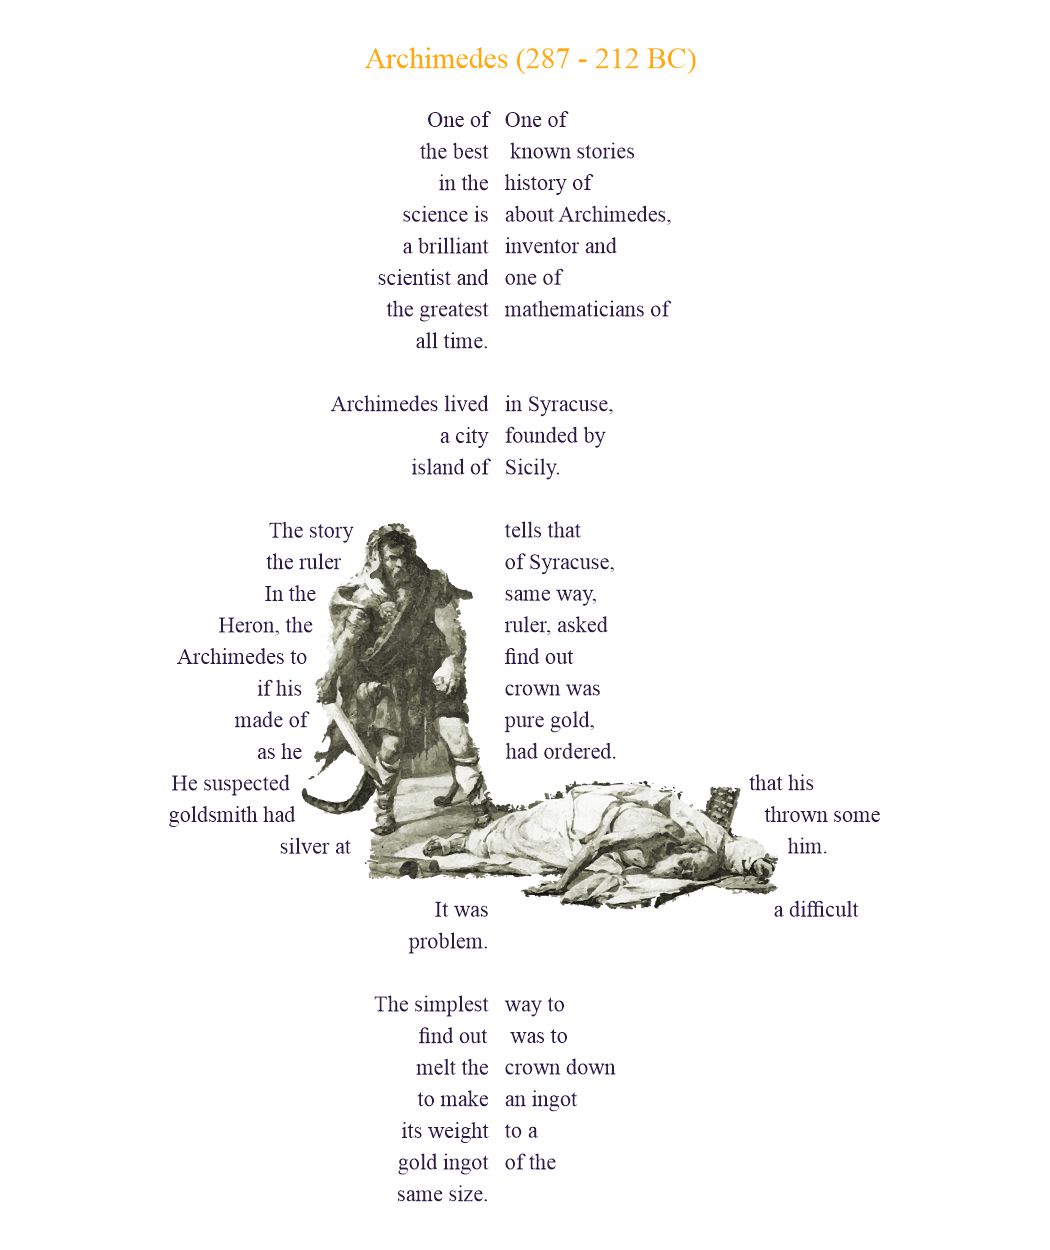 Archimedes (287 - 212 BC)
One of One of
the best known stories
in the history of
science is about Archimedes,
a brilliant inventor and
scientist and one of
the greatest mathematicians of
all time.
Archimedes lived in Syracuse,
a city founded by
island of Sicily.
The story tells that
the ruler of Syracuse,
In the same way,
Heron, the ruler, asked
Archimedes to find out
if his crown was
made of pure gold,
as he had ordered.
He suspected that his
goldsmith had thrown some
silver at him.
It was a difficult
problem.
The simplest way to
find out was to
melt the crown down
to make an ingot
its weight to a
gold ingot of the
same size.